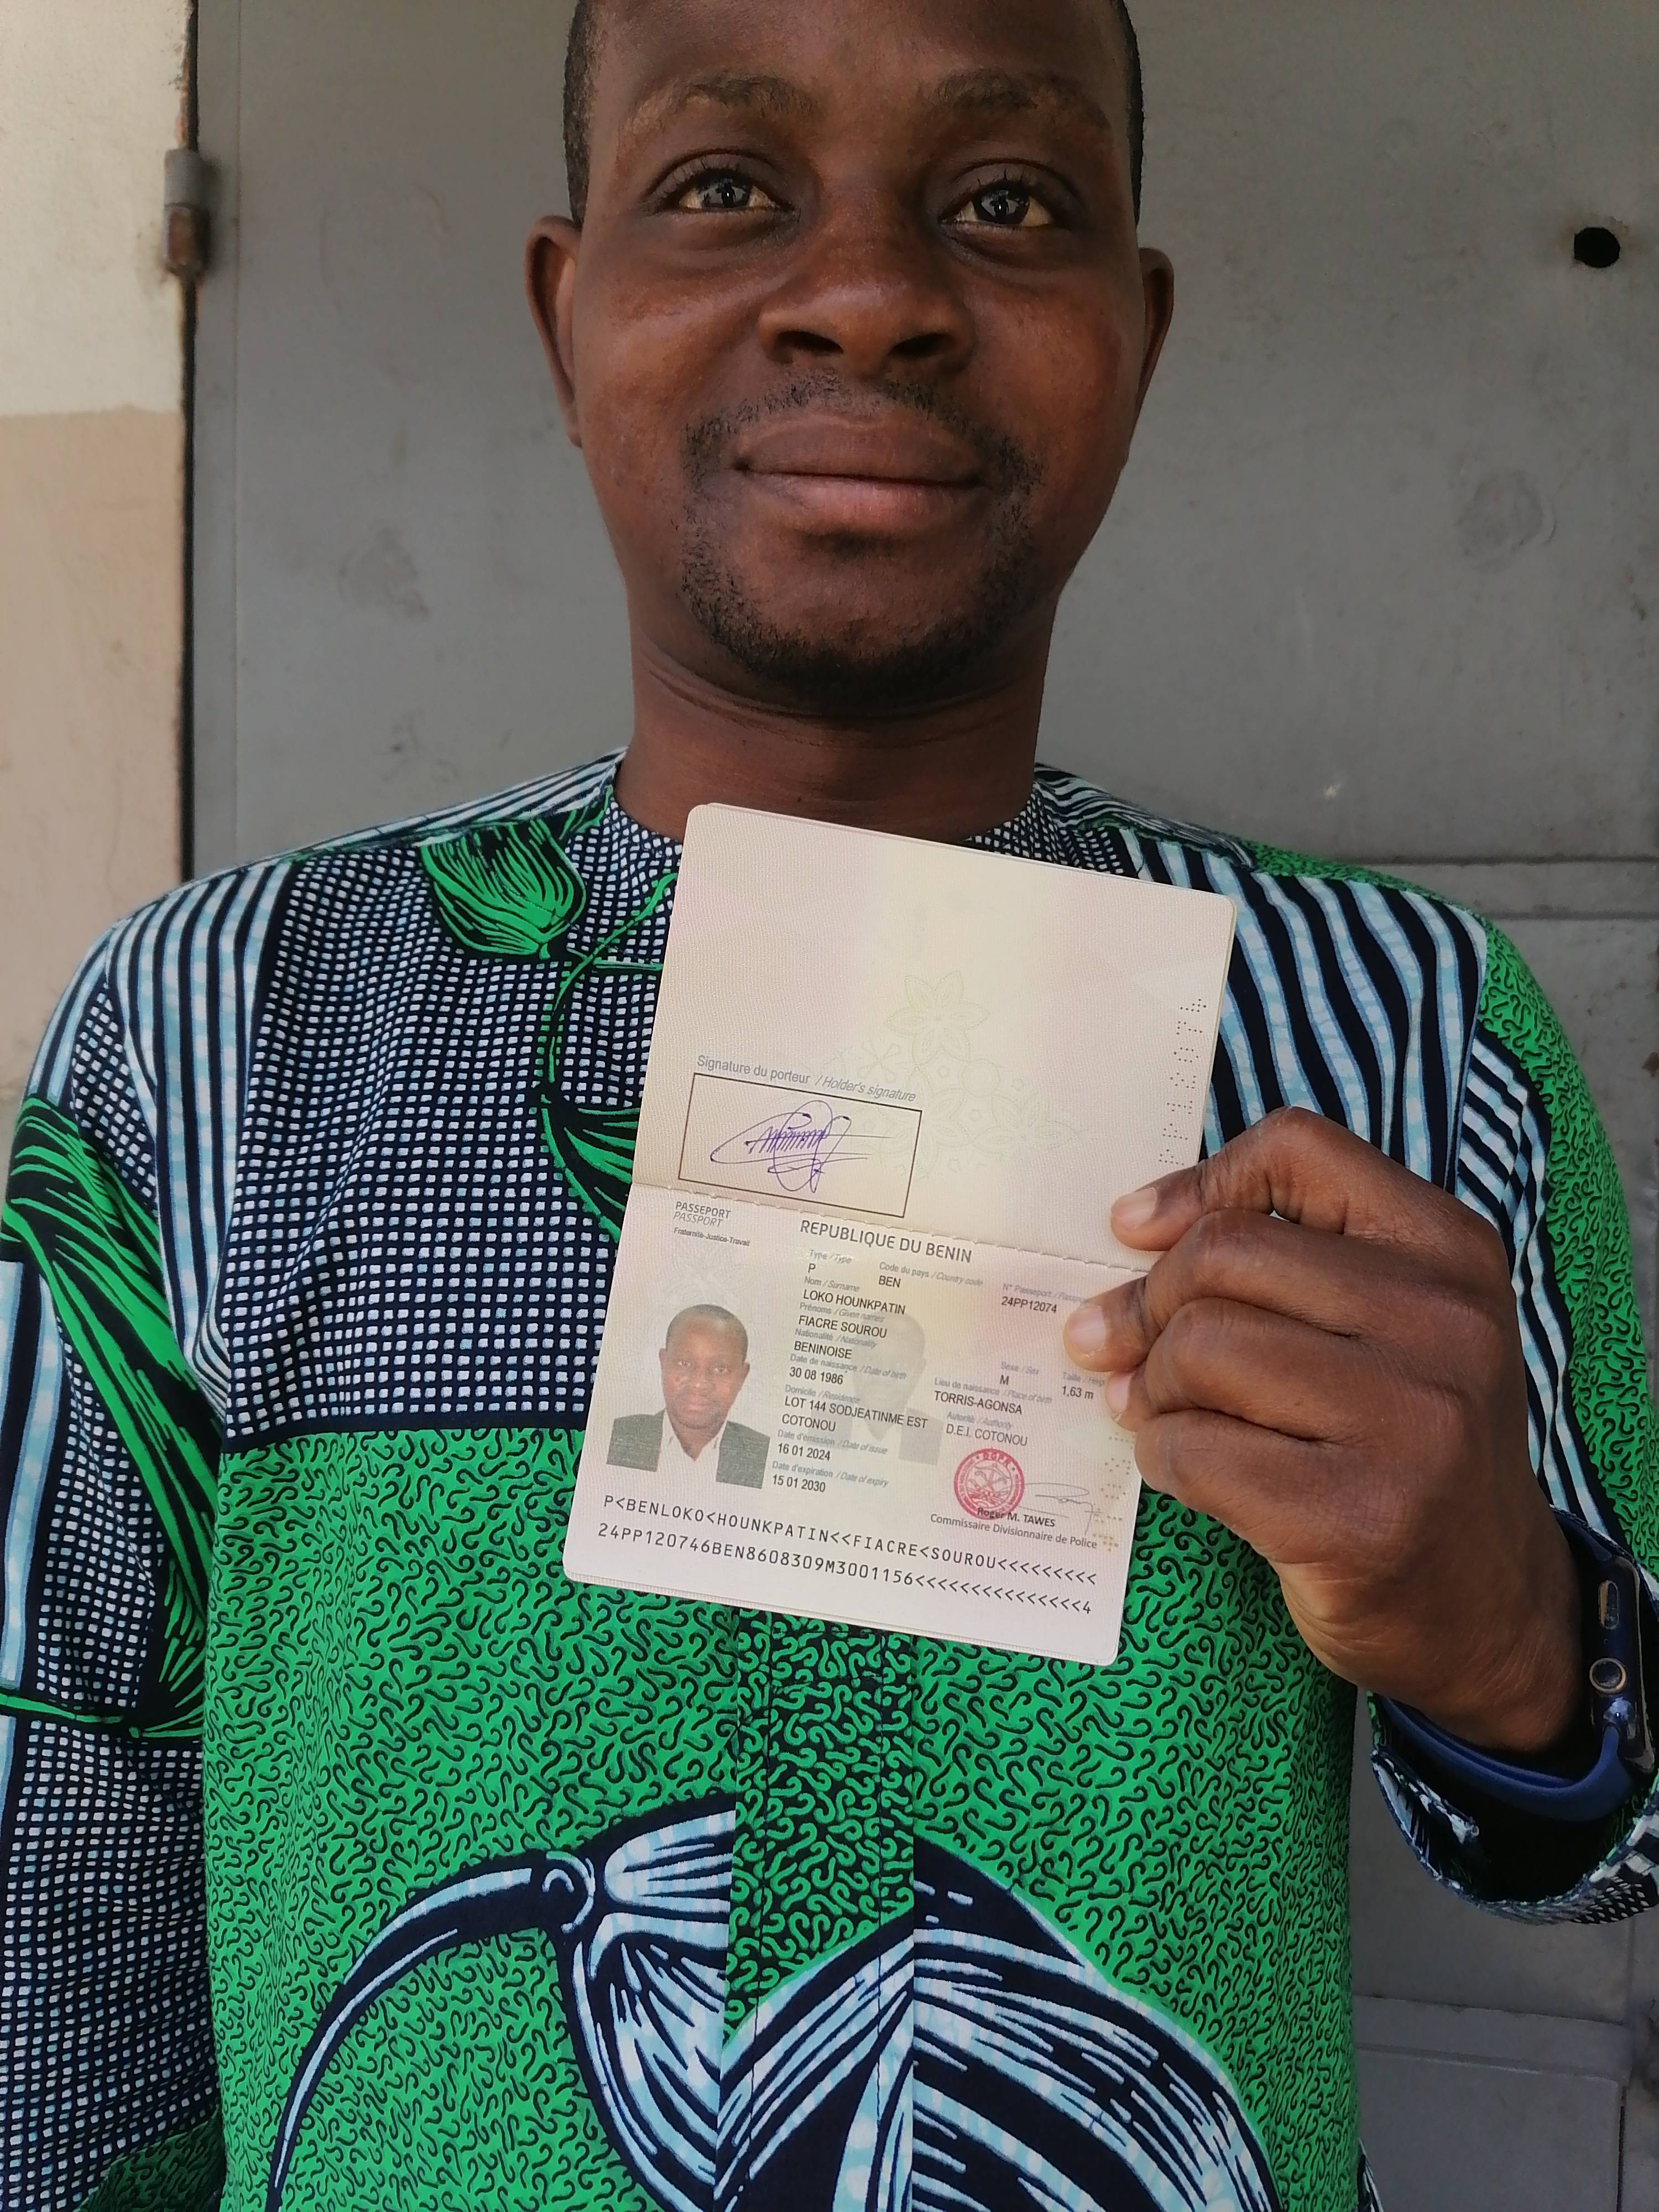 Signature du porteur / Holder's signature
PASSEPORT
PASSPORT
Fraternité-Justice-Travail
REPUBLIQUE DU BENIN
Type / Type
P
Code du pays / Country code
BEN
N° Passeport /
24PP12074
Nom / Surname
LOKO HOUNKPATIN
Prénoms / Given names
FIACRE SOUROU
Nationalité / Nationality
BENINOISE
Date de naissance / Date of birth
30 08 1986
Sexe / Sex
M
Taille /
1,63 m
Lieu de naissance / Place of birth
TORRIS-AGONSA
Domicile / Residence
LOT 144 SODJEATINME EST
COTONOU
Autorité / Authority
D.E.I. COTONOU
Date d'émission / Date of issue
16 01 2024
Date d'expiration / Date of expiry
15 01 2030
Roger M. TAWES
Commissaire Divisionnaire de Police
P<BENLOKO<HOUNKPATIN<<FIACRE<SOUROU<<<<<<<<<
24PP120746BEN8608309M3001156<<<<<<<<<<<<<<<4